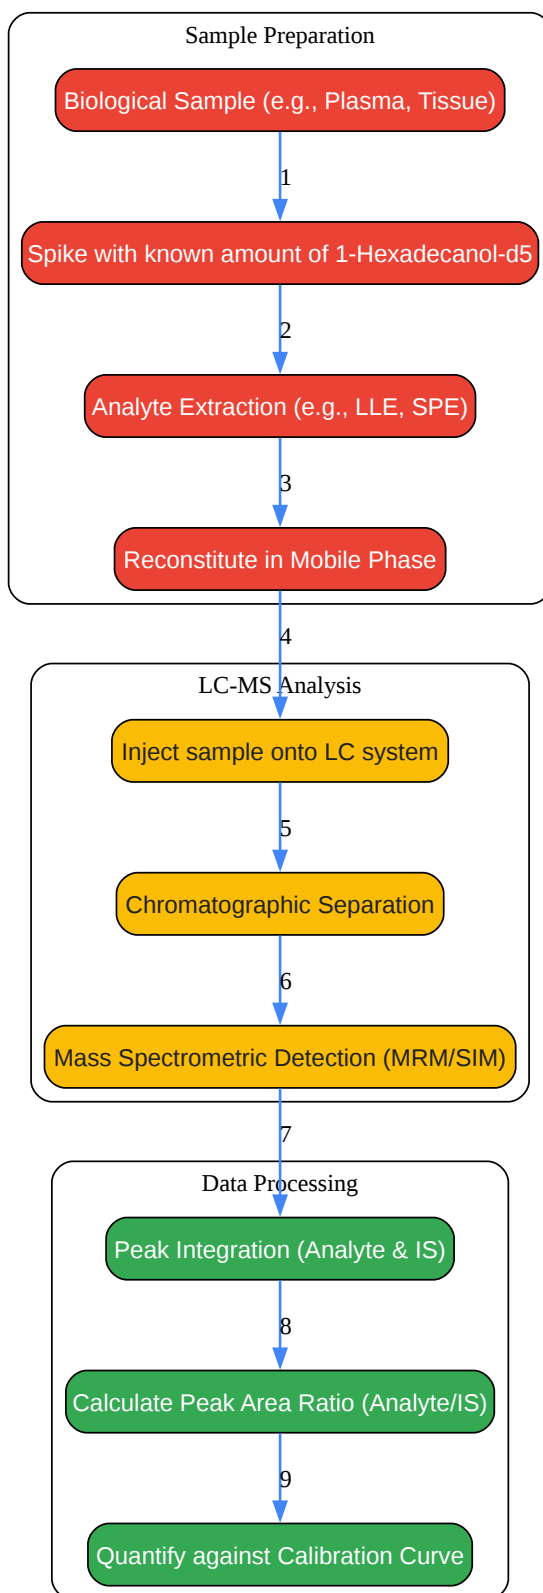 Sample Preparation
Biological Sample (e.g., Plasma, Tissue)
1
Spike with known amount of 1-Hexadecanol-d5
2
Analyte Extraction (e.g., LLE, SPE)
3
Reconstitute in Mobile Phase
4
LC-MS Analysis
Inject sample onto LC system
5
Chromatographic Separation
6
Mass Spectrometric Detection (MRM/SIM)
7
Data Processing
Peak Integration (Analyte & IS)
8
Calculate Peak Area Ratio (Analyte/IS)
9
Quantify against Calibration Curve